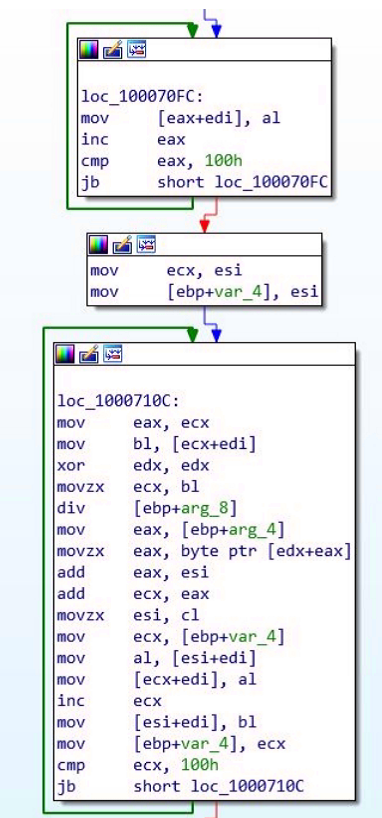 loc_100070FC:
mov [eax+edi], al
inc eax
cmp eax, 100h
jb short loc_100070FC
mov ecx, esi
mov [ebp+var_4], esi
loc_1000710C:
mov eax, ecx
mov bl, [ecx+edi]
xor edx, edx
movzx ecx, bl
div [ebp+arg_8]
mov eax, [ebp+arg_4]
movzx eax, byte ptr [edx+eax]
add eax, esi
add ecx, eax
movzx esi, cl
mov ecx, [ebp+var_4]
mov al, [esi+edi]
mov [ecx+edi], al
inc ecx
mov [esi+edi], bl
mov [ebp+var_4], ecx
cmp ecx, 100h
jb short loc_1000710C